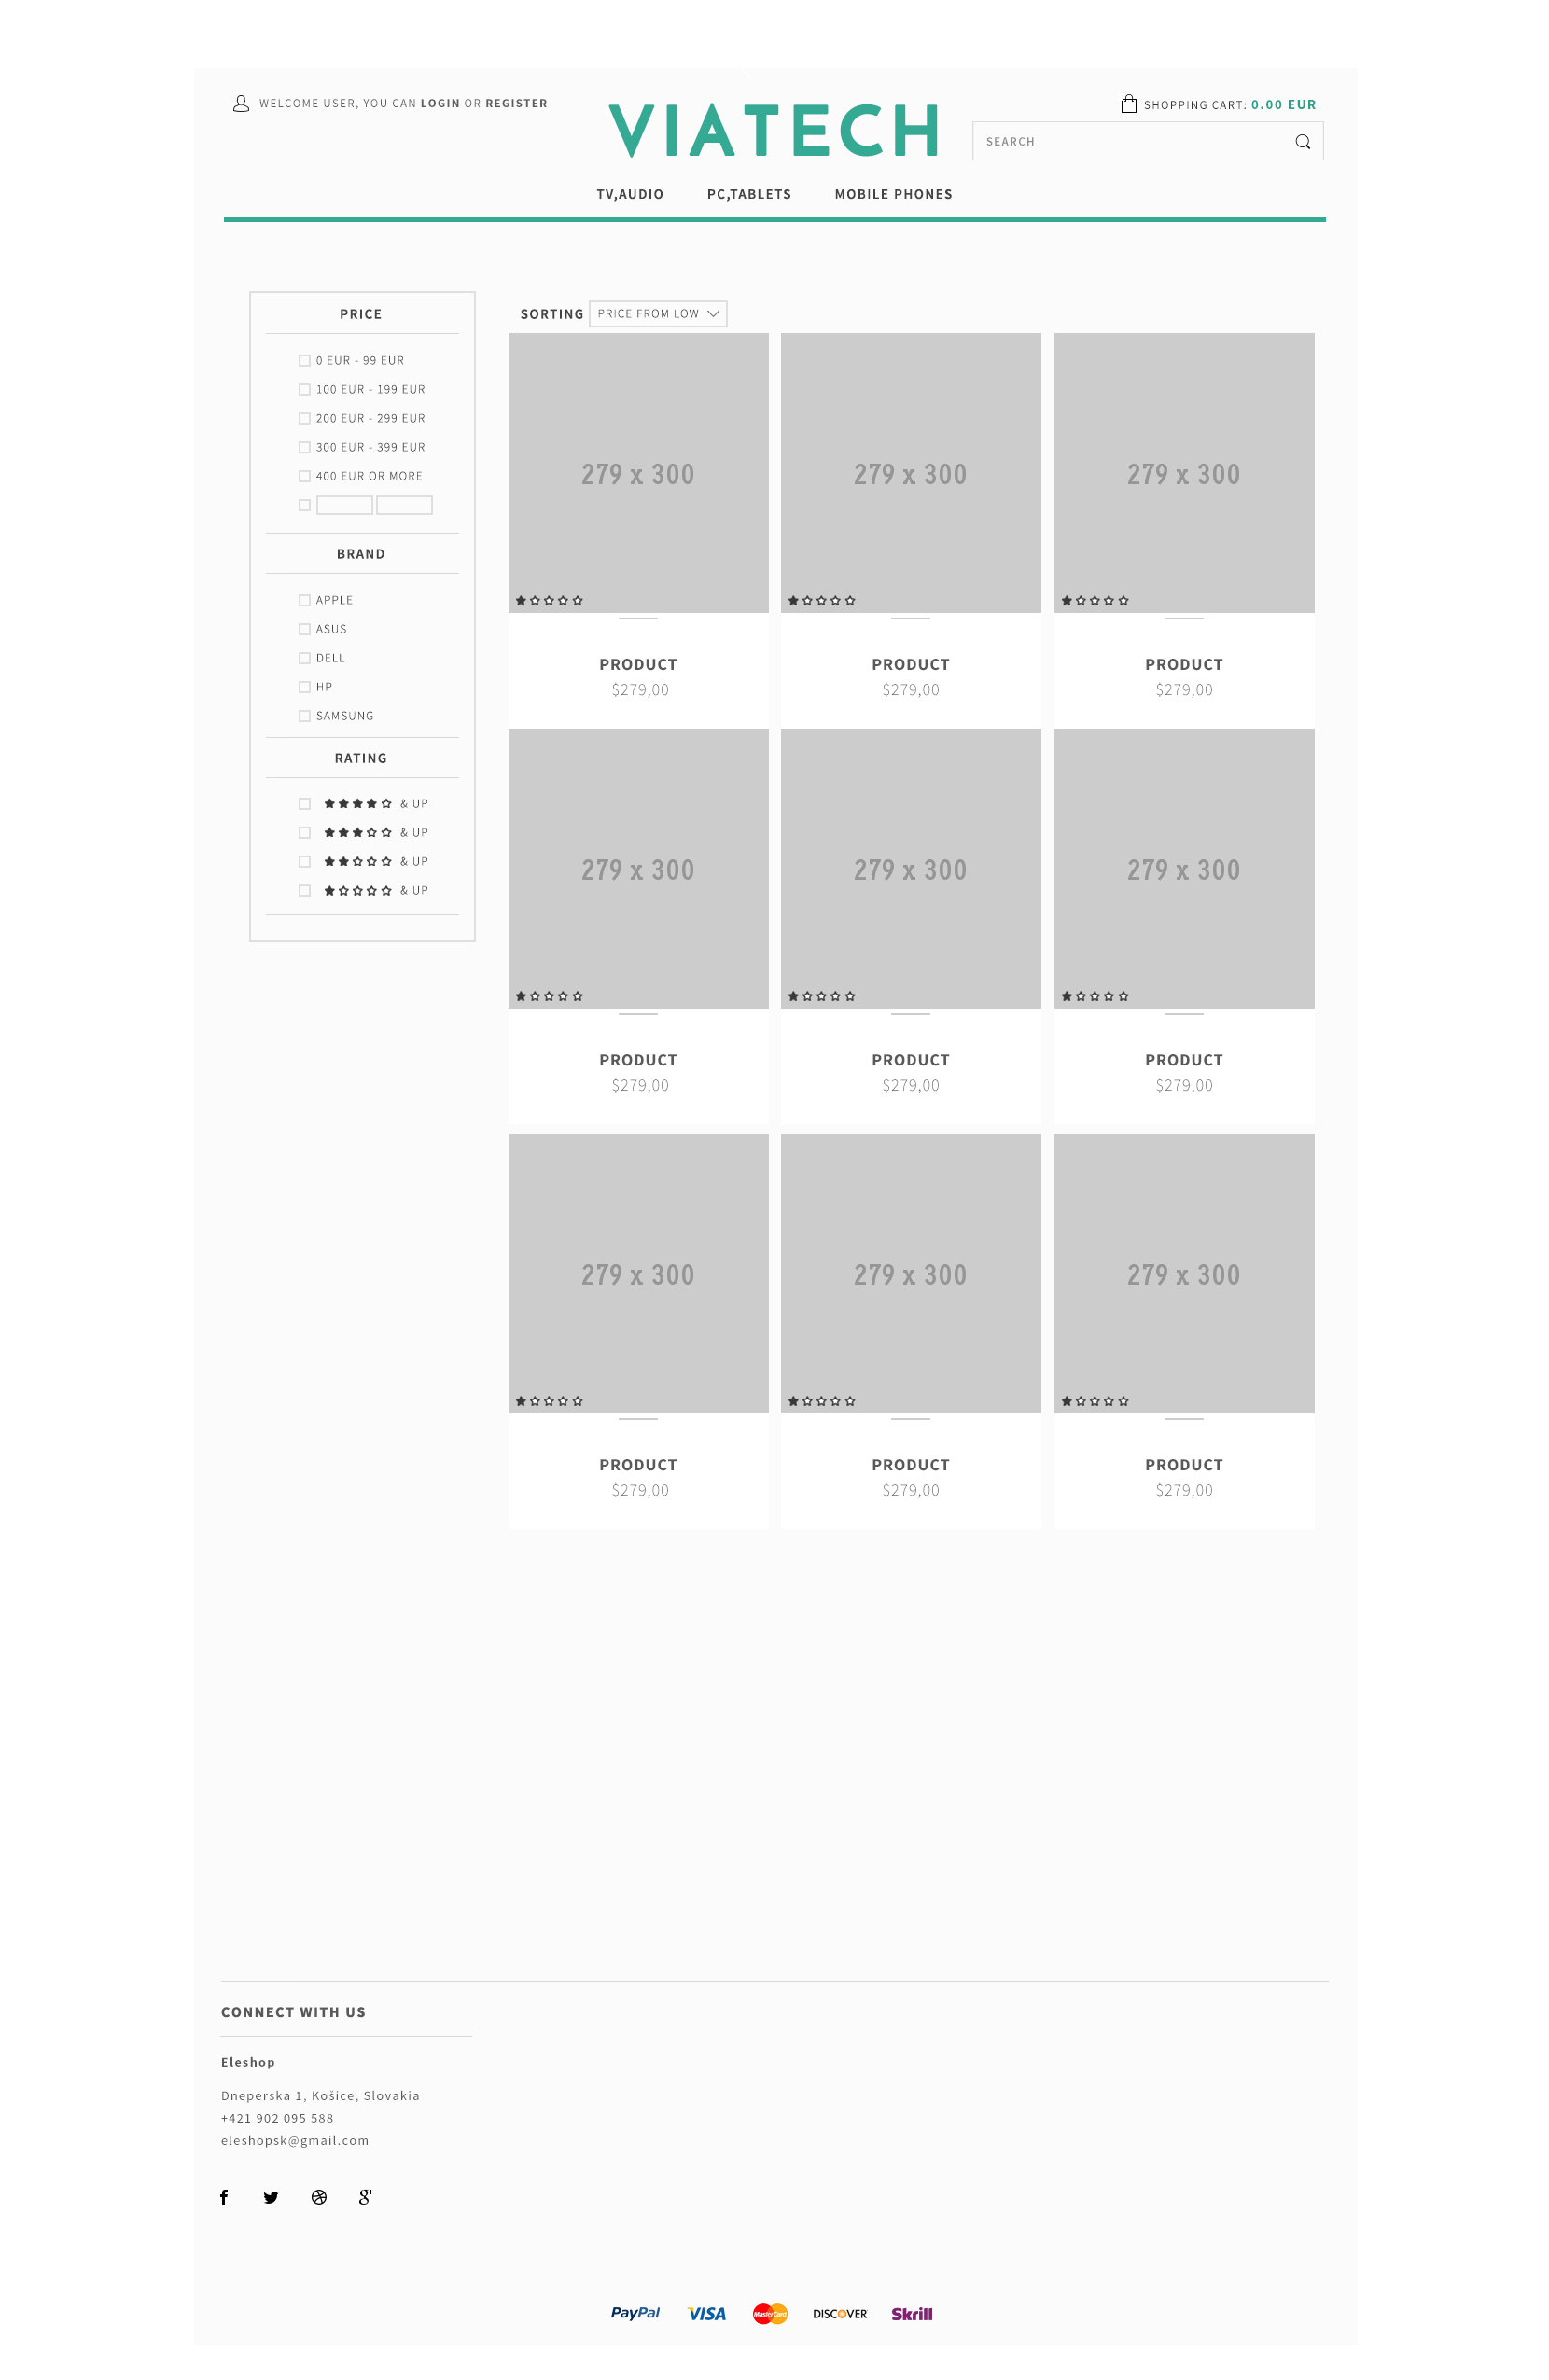 WELCOME USER, YOU CAN LOGIN OR REGISTER
VIATECH
SHOPPING CART: 0.00 EUR
SEARCH
TV,AUDIO PC,TABLETS MOBILE PHONES
PRICE
0 EUR - 99 EUR
100 EUR - 199 EUR
200 EUR - 299 EUR
300 EUR - 399 EUR
400 EUR OR MORE
BRAND
APPLE
ASUS
DELL
HP
SAMSUNG
RATING
& UP
& UP
& UP
& UP
SORTING PRICE FROM LOW
279 x 300 279 x 300 279 x 300
PRODUCT PRODUCT PRODUCT
$279,00 $279,00 $279,00
279 x 300 279 x 300 279 x 300
PRODUCT PRODUCT PRODUCT
$279,00 $279,00 $279,00
279 x 300 279 x 300 279 x 300
PRODUCT PRODUCT PRODUCT
$279,00 $279,00 $279,00
CONNECT WITH US
Eleshop
Dneperska 1, Košice, Slovakia
+421 902 095 588
eleshopsk@gmail.com
PayPal VISA MasterCard DISCOVER Skrill